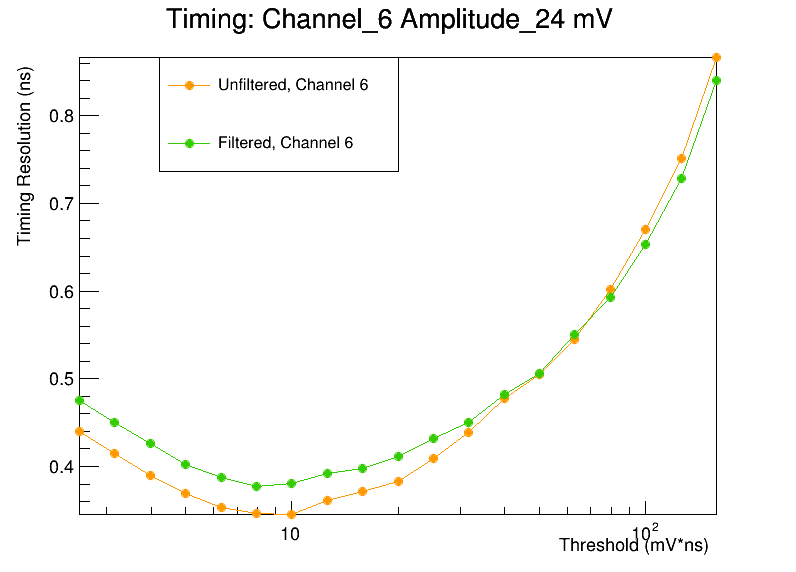 Timing: Channel_6 Amplitude_24 mV
Timing Resolution (ns)
Unfiltered, Channel 6
Filtered, Channel 6
0.8
0.7
0.6
0.5
0.4
10
10²
Threshold (mV*ns)